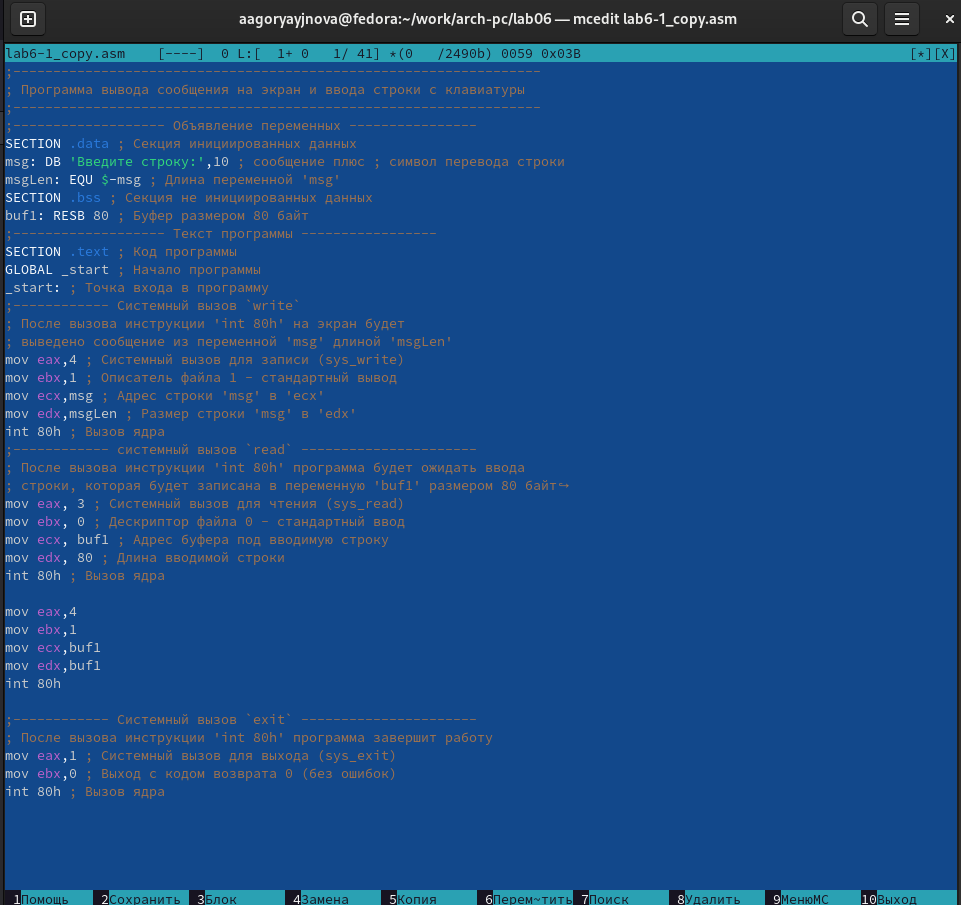 aagoryayjnova@fedora:~/work/arch-pc/lab06 — mcedit lab6-1_copy.asm
lab6-1_copy.asm [----] 0 L:[ 1+ 0 1/ 41] *(0 /2490b) 0059 0x03B [*][X]
;------------------------------------------------------------------
; Программа вывода сообщения на экран и ввода строки с клавиатуры
;------------------------------------------------------------------
;------------------- Объявление переменных ----------------
SECTION .data ; Секция инициированных данных
msg: DB 'Введите строку:',10 ; сообщение плюс ; символ перевода строки
msgLen: EQU $-msg ; Длина переменной 'msg'
SECTION .bss ; Секция не инициированных данных
buf1: RESB 80 ; Буфер размером 80 байт
;------------------- Текст программы -----------------
SECTION .text ; Код программы
GLOBAL _start ; Начало программы
_start: ; Точка входа в программу
;------------ Системный вызов `write`
; После вызова инструкции 'int 80h' на экран будет
; выведено сообщение из переменной 'msg' длиной 'msgLen'
mov eax,4 ; Системный вызов для записи (sys_write)
mov ebx,1 ; Описатель файла 1 - стандартный вывод
mov ecx,msg ; Адрес строки 'msg' в 'ecx'
mov edx,msgLen ; Размер строки 'msg' в 'edx'
int 80h ; Вызов ядра
;------------ системный вызов `read` ----------------------
; После вызова инструкции 'int 80h' программа будет ожидать ввода
; строки, которая будет записана в переменную 'buf1' размером 80 байт↪
mov eax, 3 ; Системный вызов для чтения (sys_read)
mov ebx, 0 ; Дескриптор файла 0 - стандартный ввод
mov ecx, buf1 ; Адрес буфера под вводимую строку
mov edx, 80 ; Длина вводимой строки
int 80h ; Вызов ядра
mov eax,4
mov ebx,1
mov ecx,buf1
mov edx,buf1
int 80h
;------------ Системный вызов `exit` ----------------------
; После вызова инструкции 'int 80h' программа завершит работу
mov eax,1 ; Системный вызов для выхода (sys_exit)
mov ebx,0 ; Выход с кодом возврата 0 (без ошибок)
int 80h ; Вызов ядра
1Помощь 2Сохранить 3Блок 4Замена 5Копия 6Перем~тить 7Поиск 8Удалить 9МенюMC 10Выход